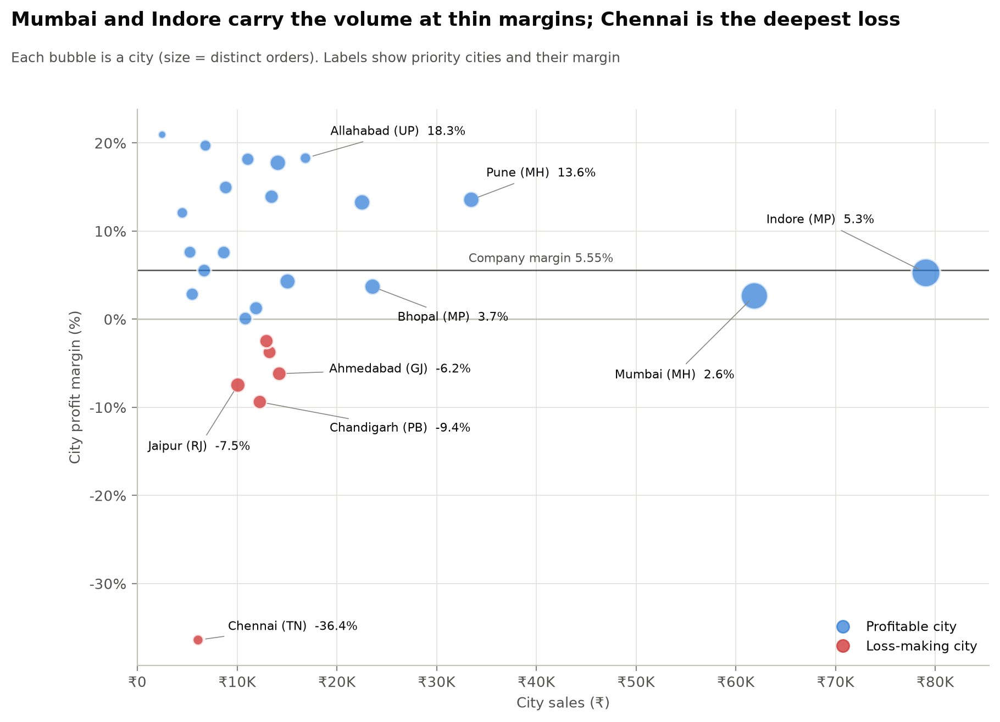 Mumbai and Indore carry the volume at thin margins; Chennai is the deepest loss
Each bubble is a city (size = distinct orders). Labels show priority cities and their margin
Allahabad (UP)  18.3%
20%
Pune (MH)  13.6%
Indore (MP)  5.3%
10%
Company margin 5.55%
Bhopal (MP)  3.7%
0%
Ahmedabad (GJ)  -6.2%
Mumbai (MH)  2.6%
City profit margin (%)
-10%
Chandigarh (PB)  -9.4%
Jaipur (RJ)  -7.5%
-20%
-30%
Chennai (TN)  -36.4%
Profitable city
Loss-making city
₹0 ₹10K ₹20K ₹30K ₹40K ₹50K ₹60K ₹70K ₹80K
City sales (₹)